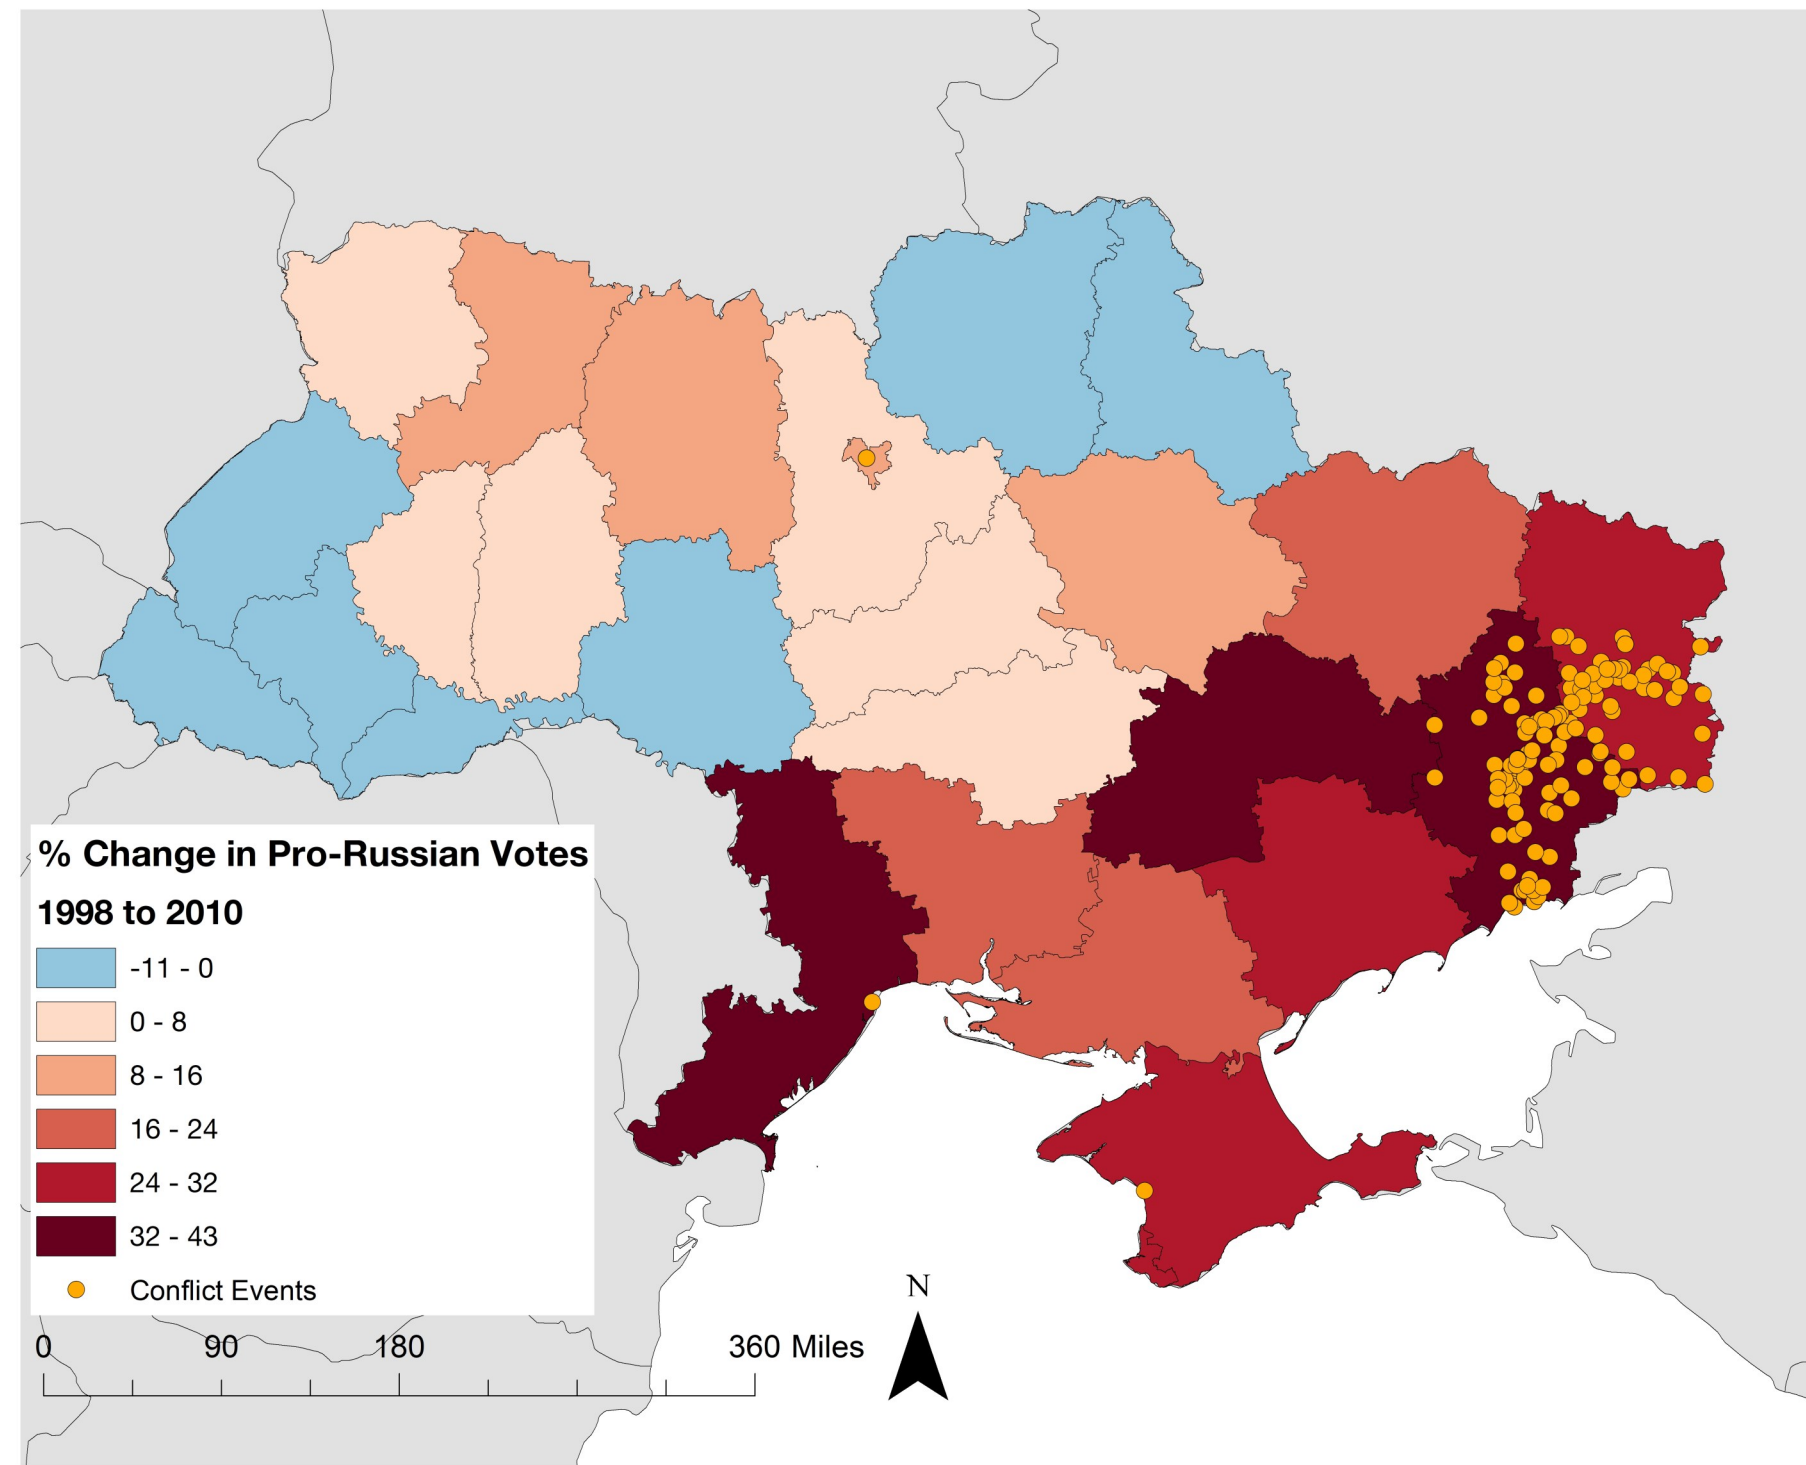 % Change in Pro-Russian Votes
1998 to 2010
-11 - 0
0 - 8
8 - 16
16 - 24
24 - 32
32 - 43
Conflict Events
N
0 90 180 360 Miles